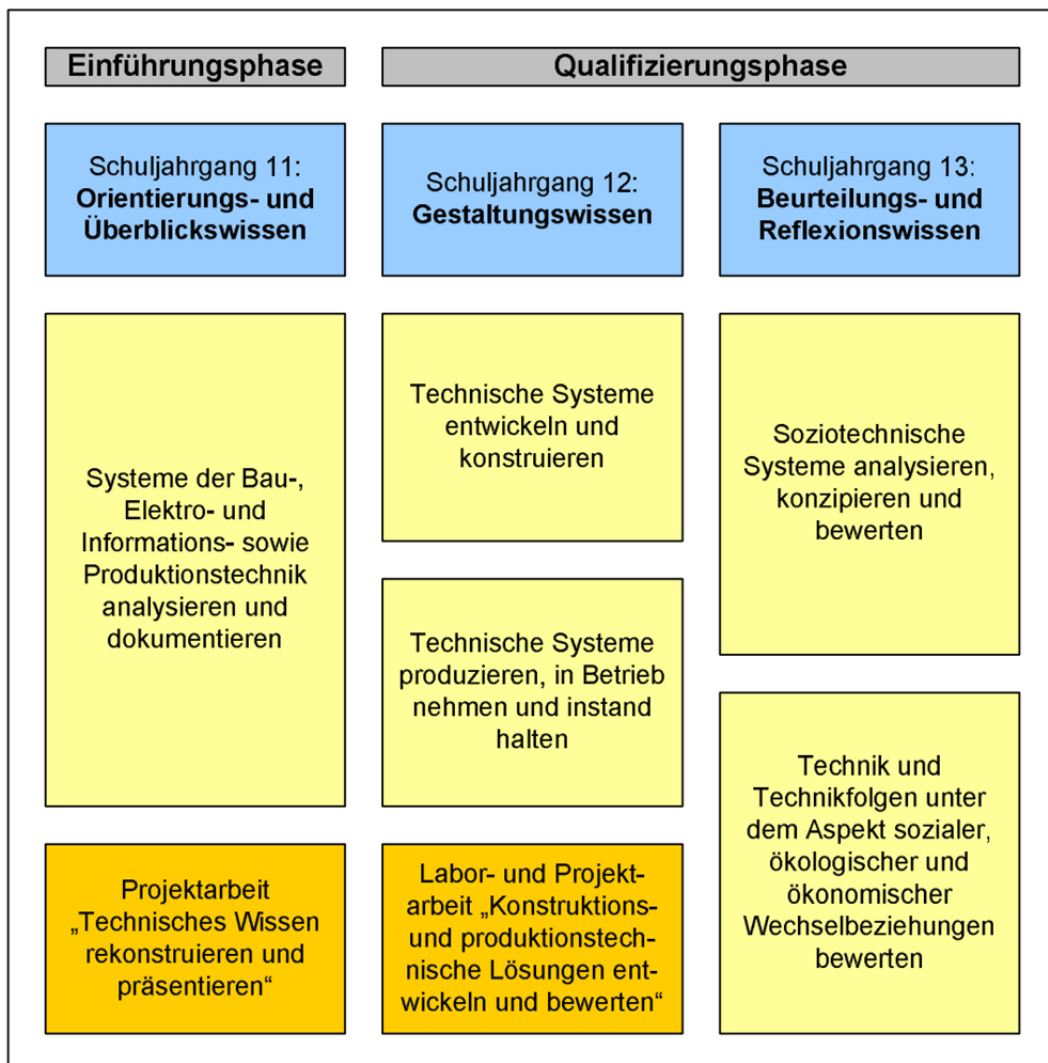 Einführungsphase
Qualifizierungsphase
Schuljahrgang 11:
Orientierungs- und
Überblickswissen
Schuljahrgang 12:
Gestaltungswissen
Schuljahrgang 13:
Beurteilungs- und
Reflexionswissen
Systeme der Bau-,
Elektro- und
Informations- sowie
Produktionstechnik
analysieren und
dokumentieren
Technische Systeme
entwickeln und
konstruieren
Technische Systeme
produzieren, in Betrieb
nehmen und instand
halten
Soziotechnische
Systeme analysieren,
konzipieren und
bewerten
Technik und
Technikfolgen unter
dem Aspekt sozialer,
ökologischer und
ökonomischer
Wechselbeziehungen
bewerten
Projektarbeit
„Technisches Wissen
rekonstruieren und
präsentieren“
Labor- und Projekt-
arbeit „Konstruktions-
und produktionstech-
nische Lösungen ent-
wickeln und bewerten“